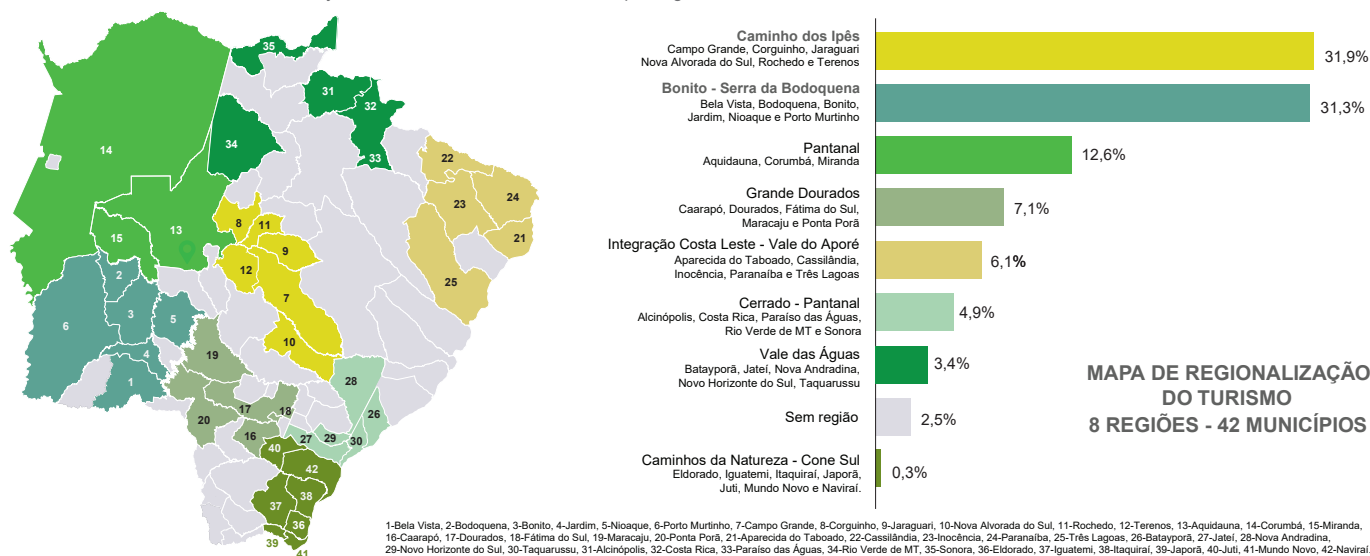 Caminho dos Ipês
Campo Grande, Corguinho, Jaraguari
Nova Alvorada do Sul, Rochedo e Terenos
31,9%
Bonito - Serra da Bodoquena
Bela Vista, Bodoquena, Bonito,
Jardim, Nioaque e Porto Murtinho
31,3%
Pantanal
Aquidauna, Corumbá, Miranda
12,6%
Grande Dourados
Caarapó, Dourados, Fátima do Sul,
Maracaju e Ponta Porã
7,1%
Integração Costa Leste - Vale do Aporé
Aparecida do Taboado, Cassilândia,
Inocência, Paranaíba e Três Lagoas
6,1%
Cerrado - Pantanal
Alcinópolis, Costa Rica, Paraíso das Águas,
Rio Verde de MT e Sonora
4,9%
Vale das Águas
Batayporã, Jateí, Nova Andradina,
Novo Horizonte do Sul, Taquarussu
3,4%
Sem região
2,5%
Caminhos da Natureza - Cone Sul
Eldorado, Iguatemi, Itaquiraí, Japorã,
Juti, Mundo Novo e Naviraí.
0,3%
MAPA DE REGIONALIZAÇÃO
DO TURISMO
8 REGIÕES - 42 MUNICÍPIOS
35
31
32
34
33
14
22
24
23
8
11
13
21
15
9
2
12
25
7
3
5
6
10
4
19
28
1
18
17
26
20
16
27
29
30
40
42
38
37
36
39
41
1-Bela Vista, 2-Bodoquena, 3-Bonito, 4-Jardim, 5-Nioaque, 6-Porto Murtinho, 7-Campo Grande, 8-Corguinho, 9-Jaraguari, 10-Nova Alvorada do Sul, 11-Rochedo, 12-Terenos, 13-Aquidauna, 14-Corumbá, 15-Miranda,
16-Caarapó, 17-Dourados, 18-Fátima do Sul, 19-Maracaju, 20-Ponta Porã, 21-Aparecida do Taboado, 22-Cassilândia, 23-Inocência, 24-Paranaíba, 25-Três Lagoas, 26-Bataypora, 27-Jateí, 28-Nova Andradina,
29-Novo Horizonte do Sul, 30-Taquarussu, 31-Alcinópolis, 32-Costa Rica, 33-Paraíso das Águas, 34-Rio Verde de MT, 35-Sonora, 36-Eldorado, 37-Iguatemi, 38-Itaquiraí, 39-Japorã, 40-Juti, 41-Mundo Novo, 42-Naviraí